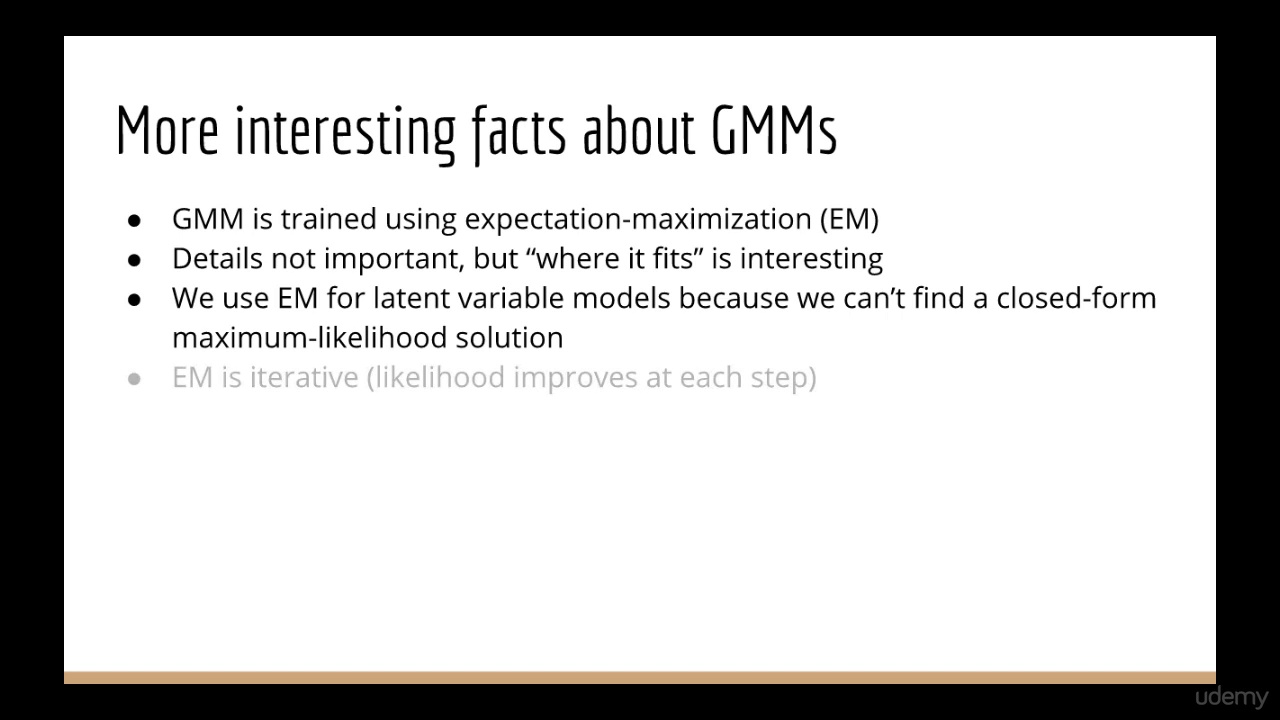 More interesting facts about GMMs
● GMM is trained using expectation-maximization (EM)
● Details not important, but “where it fits” is interesting
● We use EM for latent variable models because we can’t find a closed-form
maximum-likelihood solution
● EM is iterative (likelihood improves at each step)
udemy